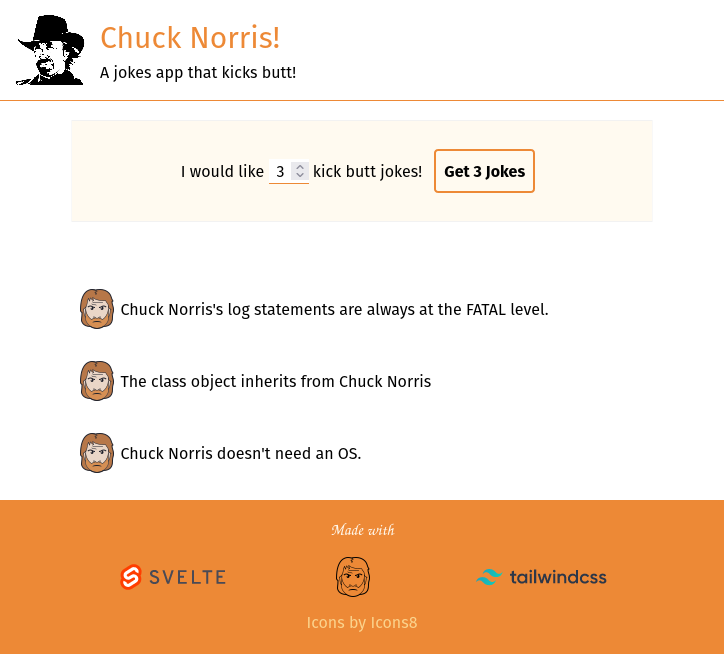 Chuck Norris!
A jokes app that kicks butt!
I would like 3 kick butt jokes! Get 3 Jokes
Chuck Norris's log statements are always at the FATAL level.
The class object inherits from Chuck Norris
Chuck Norris doesn't need an OS.
Made with
SVELTE tailwindcss
Icons by Icons8